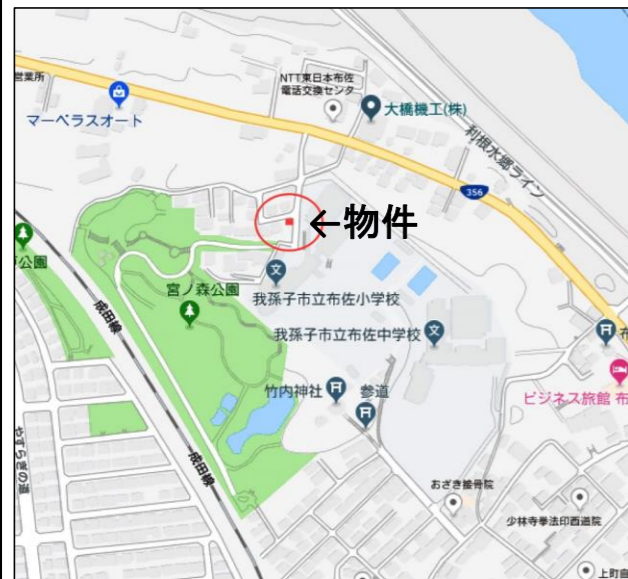 営業所
マーベラスオート
NTT東日本布佐
電話交換センタ
大橋機工(株)
利根水郷ライン
356
←物件
公園
成田線
宮ノ森公園
我孫子市立布佐小学校
我孫子市立布佐中学校
布
ビジネス旅館 布
竹内神社
参道
やすらぎの道
成田線
おざき接骨院
少林寺拳法印西道院
上町